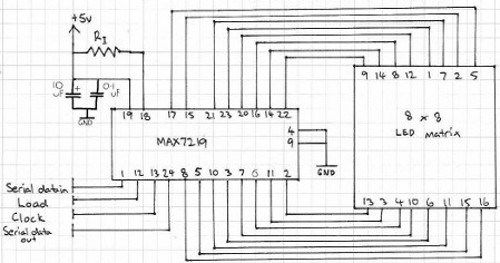 +5v
R1
10 uF +
0.1 uF
GND
19 18 17 15 21 23 20 16 14 22
MAX7219
4
9
GND
1 12 13 24 8 5 10 3 7 6 11 2
Serial data in
Load
Clock
Serial data out
9 14 8 12 1 7 2 5
8 x 8
LED Matrix
13 3 4 10 6 11 15 16